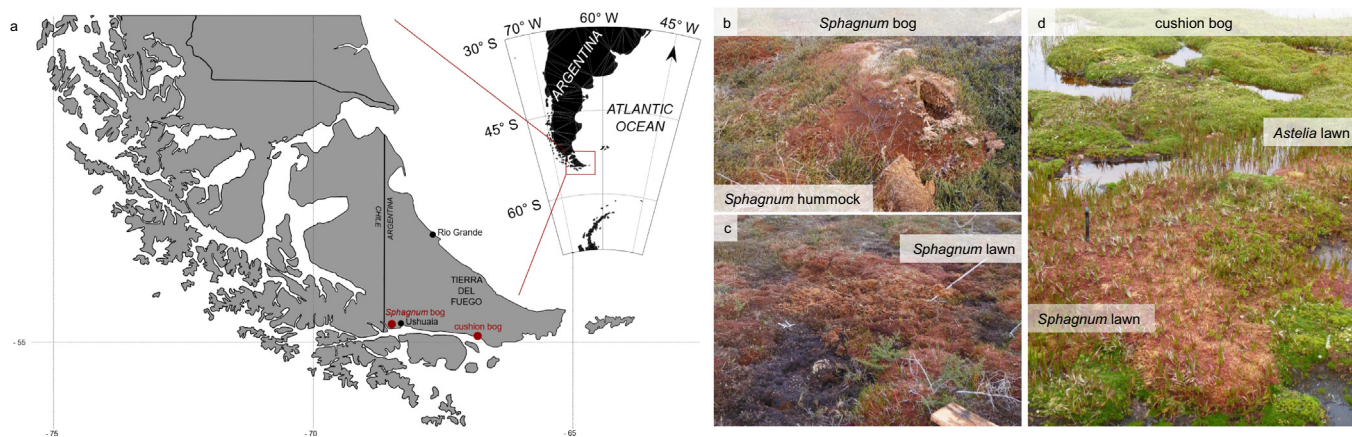 a
70° W
60° W
45° W
30° S
45° S
60° S
ARGENTINA
ATLANTIC
OCEAN
CHILE
ARGENTINA
Rio Grande
TIERRA
DEL
FUEGO
Sphagnum bog
Ushuaia
cushion bog
- 55
- 75
- 70
- 65
b
Sphagnum bog
Sphagnum hummock
c
Sphagnum lawn
d
cushion bog
Astelia lawn
Sphagnum lawn